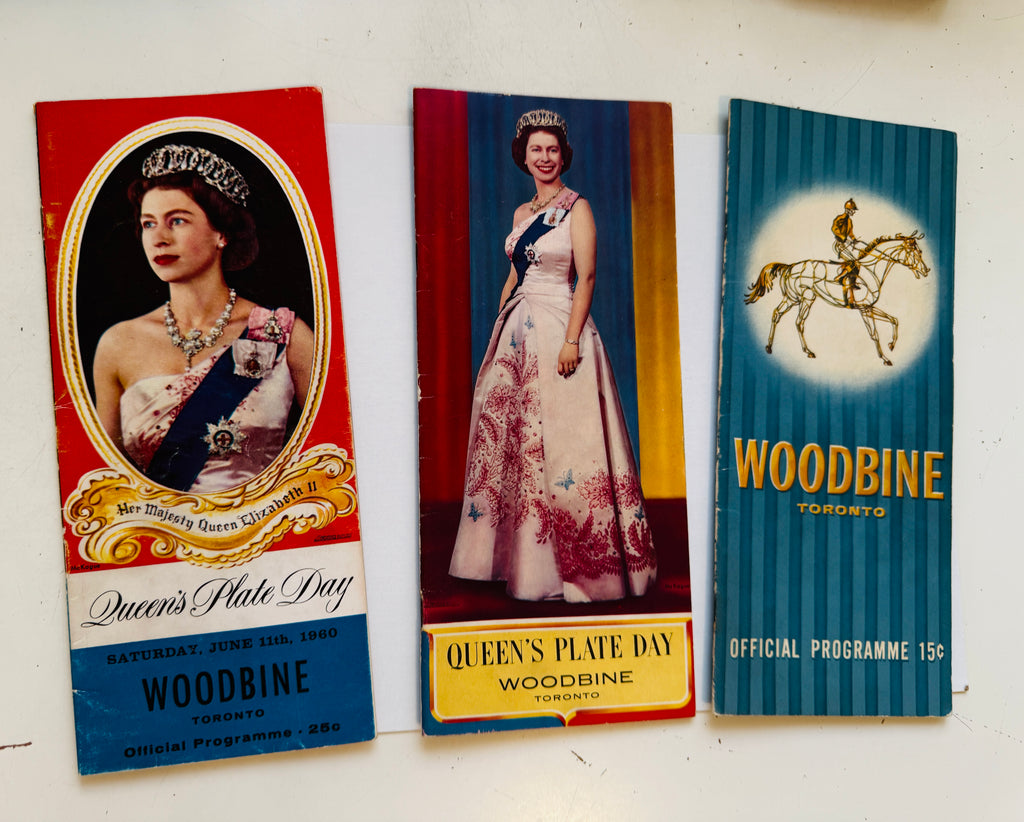 Her Majesty Queen Elizabeth II
Queen's Plate Day
SATURDAY, JUNE 11th, 1960
WOODBINE
TORONTO
Official Programme - 25c
QUEEN'S PLATE DAY
WOODBINE
TORONTO
WOODBINE
TORONTO
OFFICIAL PROGRAMME 15¢